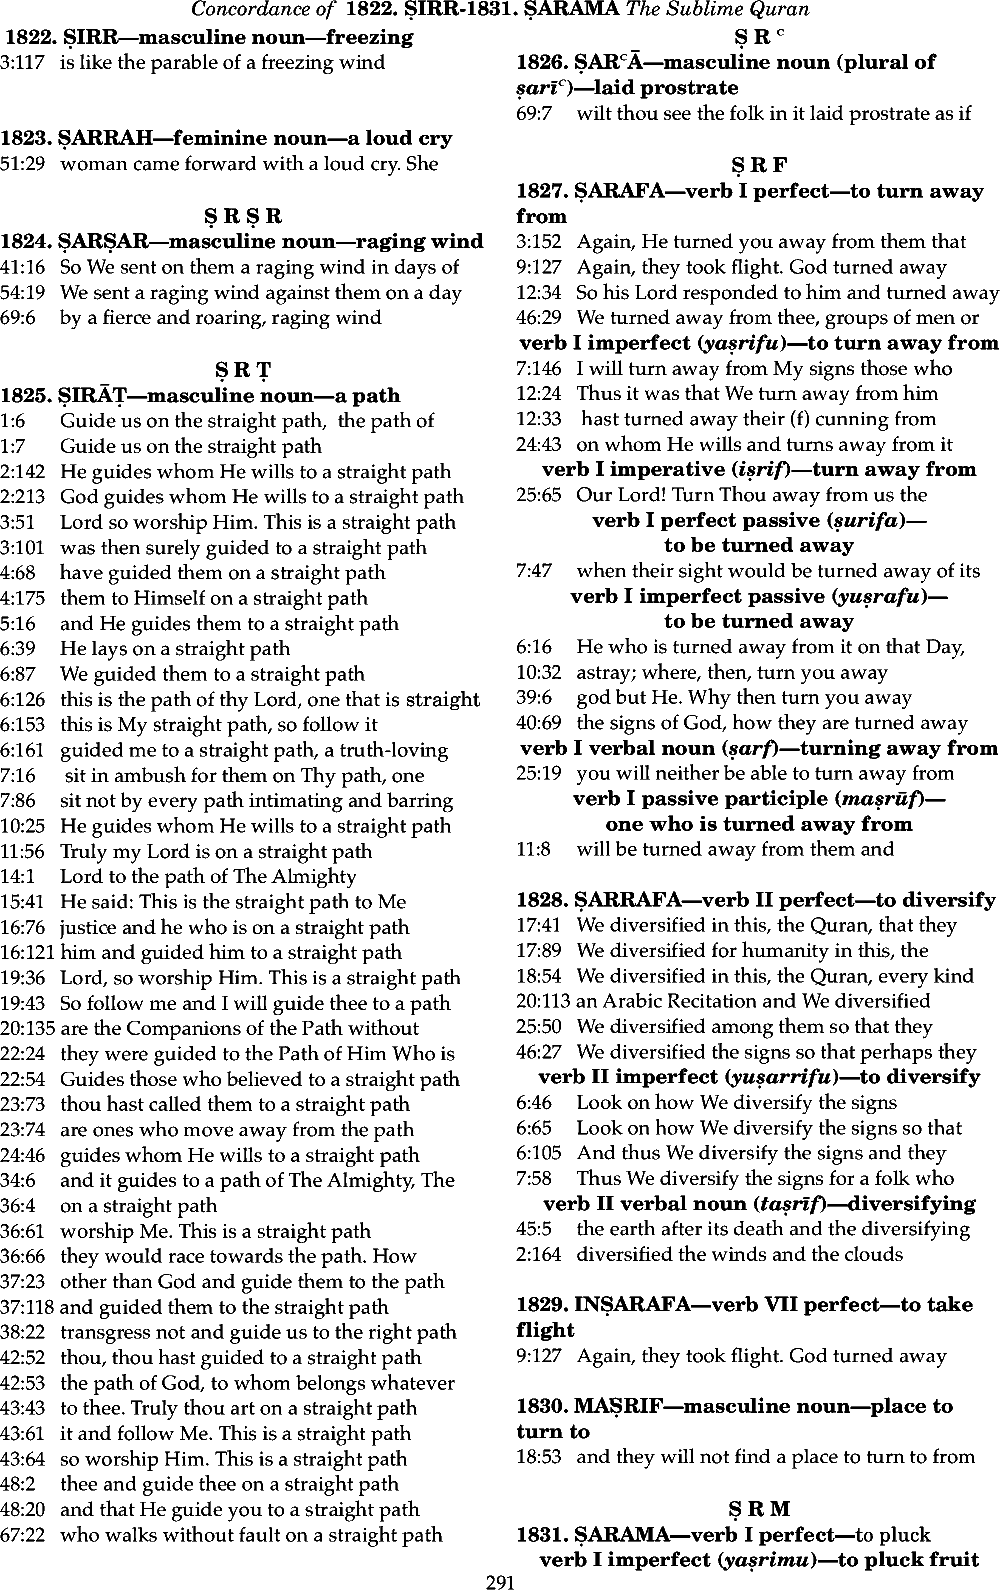 Concordance of 1822. ṢIRR-1831. ṢARAMA The Sublime Quran
1822. ṢIRR—masculine noun—freezing
3:117 is like the parable of a freezing wind
1823. ṢARRAH—feminine noun—a loud cry
51:29 woman came forward with a loud cry. She
Ṣ R Ṣ R
1824. ṢARṢAR—masculine noun—raging wind
41:16 So We sent on them a raging wind in days of
54:19 We sent a raging wind against them on a day
69:6 by a fierce and roaring, raging wind
Ṣ R Ṭ
1825. ṢIRĀṬ—masculine noun—a path
1:6 Guide us on the straight path, the path of
1:7 Guide us on the straight path
2:142 He guides whom He wills to a straight path
2:213 God guides whom He wills to a straight path
3:51 Lord so worship Him. This is a straight path
3:101 was then surely guided to a straight path
4:68 have guided them on a straight path
4:175 them to Himself on a straight path
5:16 and He guides them to a straight path
6:39 He lays on a straight path
6:87 We guided them to a straight path
6:126 this is the path of thy Lord, one that is straight
6:153 this is My straight path, so follow it
6:161 guided me to a straight path, a truth-loving
7:16 sit in ambush for them on Thy path, one
7:86 sit not by every path intimating and barring
10:25 He guides whom He wills to a straight path
11:56 Truly my Lord is on a straight path
14:1 Lord to the path of The Almighty
15:41 He said: This is the straight path to Me
16:76 justice and he who is on a straight path
16:121 him and guided him to a straight path
19:36 Lord, so worship Him. This is a straight path
19:43 So follow me and I will guide thee to a path
20:135 are the Companions of the Path without
22:24 they were guided to the Path of Him Who is
22:54 Guides those who believed to a straight path
23:73 thou hast called them to a straight path
23:74 are ones who move away from the path
24:46 guides whom He wills to a straight path
34:6 and it guides to a path of The Almighty, The
36:4 on a straight path
36:61 worship Me. This is a straight path
36:66 they would race towards the path. How
37:23 other than God and guide them to the path
37:118 and guided them to the straight path
38:22 transgress not and guide us to the right path
42:52 thou, thou hast guided to a straight path
42:53 the path of God, to whom belongs whatever
43:43 to thee. Truly thou art on a straight path
43:61 it and follow Me. This is a straight path
43:64 so worship Him. This is a straight path
48:2 thee and guide thee on a straight path
48:20 and that He guide you to a straight path
67:22 who walks without fault on a straight path
Ṣ R ᶜ
1826. ṢARᶜĀ—masculine noun (plural of
ṣarīᶜ)—laid prostrate
69:7 wilt thou see the folk in it laid prostrate as if
Ṣ R F
1827. ṢARAFA—verb I perfect—to turn away
from
3:152 Again, He turned you away from them that
9:127 Again, they took flight. God turned away
12:34 So his Lord responded to him and turned away
46:29 We turned away from thee, groups of men or
verb I imperfect (yaṣrifu)—to turn away from
7:146 I will turn away from My signs those who
12:24 Thus it was that We turn away from him
12:33 hast turned away their (f) cunning from
24:43 on whom He wills and turns away from it
verb I imperative (iṣrif)—turn away from
25:65 Our Lord! Turn Thou away from us the
verb I perfect passive (ṣurifa)—
to be turned away
7:47 when their sight would be turned away of its
verb I imperfect passive (yuṣrafu)—
to be turned away
6:16 He who is turned away from it on that Day,
10:32 astray; where, then, turn you away
39:6 god but He. Why then turn you away
40:69 the signs of God, how they are turned away
verb I verbal noun (ṣarf)—turning away from
25:19 you will neither be able to turn away from
verb I passive participle (maṣrūf)—
one who is turned away from
11:8 will be turned away from them and
1828. ṢARRAFA—verb II perfect—to diversify
17:41 We diversified in this, the Quran, that they
17:89 We diversified for humanity in this, the
18:54 We diversified in this, the Quran, every kind
20:113 an Arabic Recitation and We diversified
25:50 We diversified among them so that they
46:27 We diversified the signs so that perhaps they
verb II imperfect (yuṣarrifu)—to diversify
6:46 Look on how We diversify the signs
6:65 Look on how We diversify the signs so that
6:105 And thus We diversify the signs and they
7:58 Thus We diversify the signs for a folk who
verb II verbal noun (taṣrīf)—diversifying
45:5 the earth after its death and the diversifying
2:164 diversified the winds and the clouds
1829. INṢARAFA—verb VII perfect—to take
flight
9:127 Again, they took flight. God turned away
1830. MAṢRIF—masculine noun—place to
turn to
18:53 and they will not find a place to turn to from
Ṣ R M
1831. ṢARAMA—verb I perfect—to pluck
verb I imperfect (yaṣrimu)—to pluck fruit
291